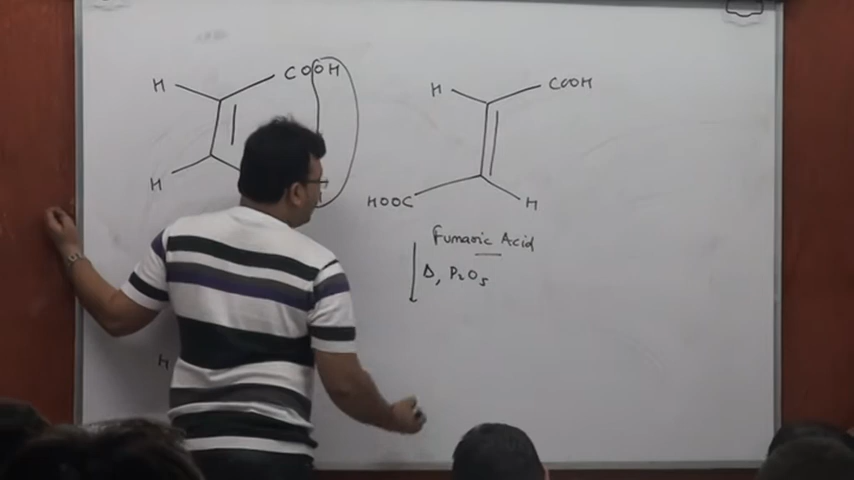 H COOH
H COOH
H
HOOC H
Fumaric Acid
Δ, P₂O₅
H